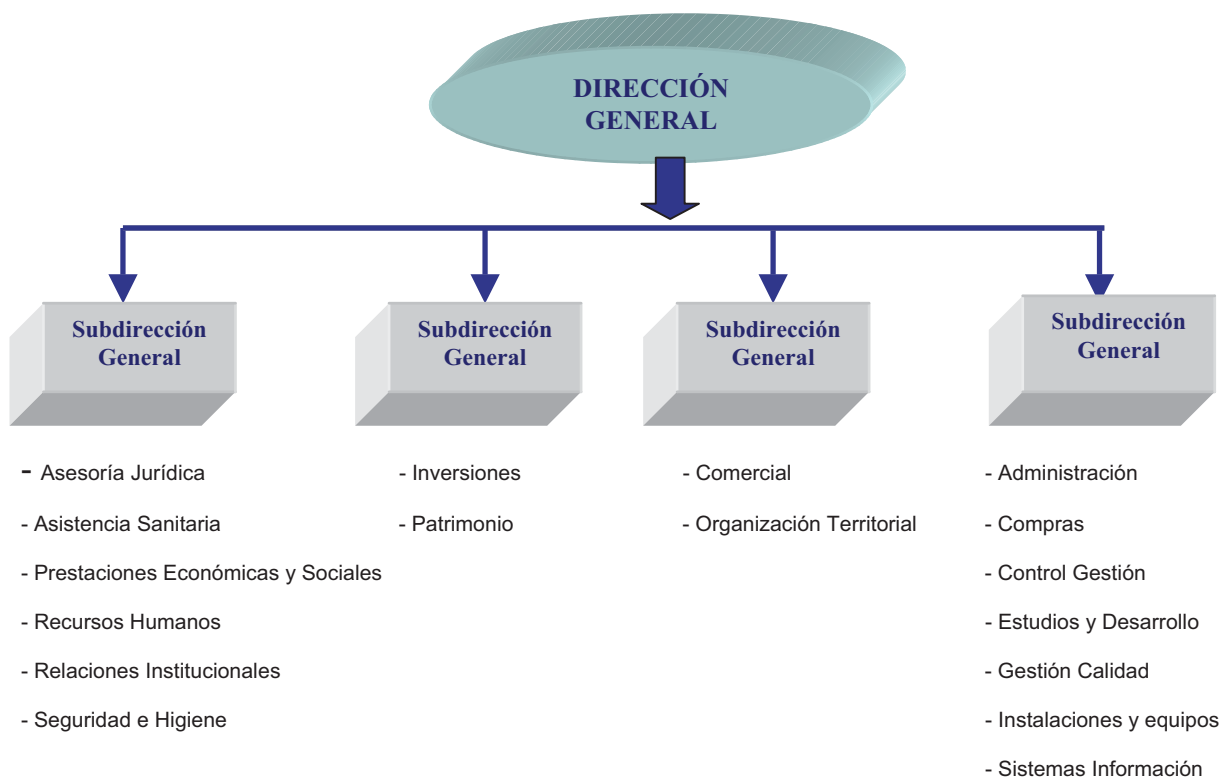 DIRECCIÓN
GENERAL
Subdirección
General
- Asesoría Jurídica
- Asistencia Sanitaria
- Prestaciones Económicas y Sociales
- Recursos Humanos
- Relaciones Institucionales
- Seguridad e Higiene
Subdirección
General
- Inversiones
- Patrimonio
Subdirección
General
- Comercial
- Organización Territorial
Subdirección
General
- Administración
- Compras
- Control Gestión
- Estudios y Desarrollo
- Gestión Calidad
- Instalaciones y equipos
- Sistemas Información